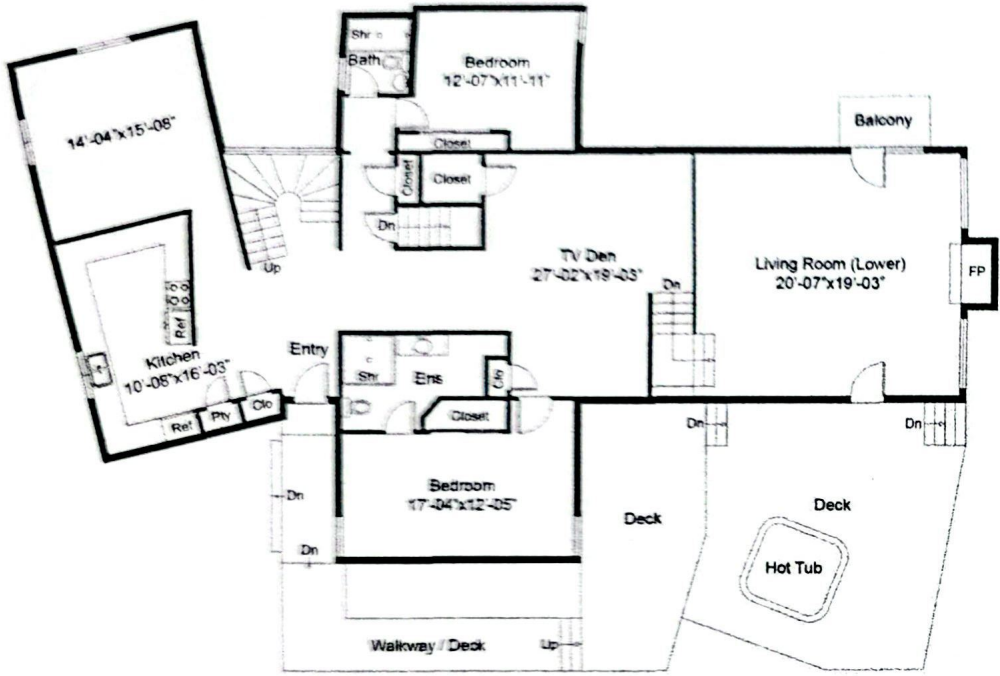 Shr
Bath
Bedroom
12'-07"x11'-11"
14'-04"x15'-08"
Balcony
Closet
Closet
Closet
Dn
Up
TV/Den
27'-02"x19'-03"
Dn
Living Room (Lower)
20'-07"x19'-03"
FP
Ref
Kitchen
10'-08"x16'-03"
Entry
Shr
Ens
Clo
Closet
Ref
Pty
Clo
Dn
Dn
Bedroom
17'-04"x12'-05"
Dn
Dn
Deck
Deck
Hot Tub
Walkway / Deck
Up